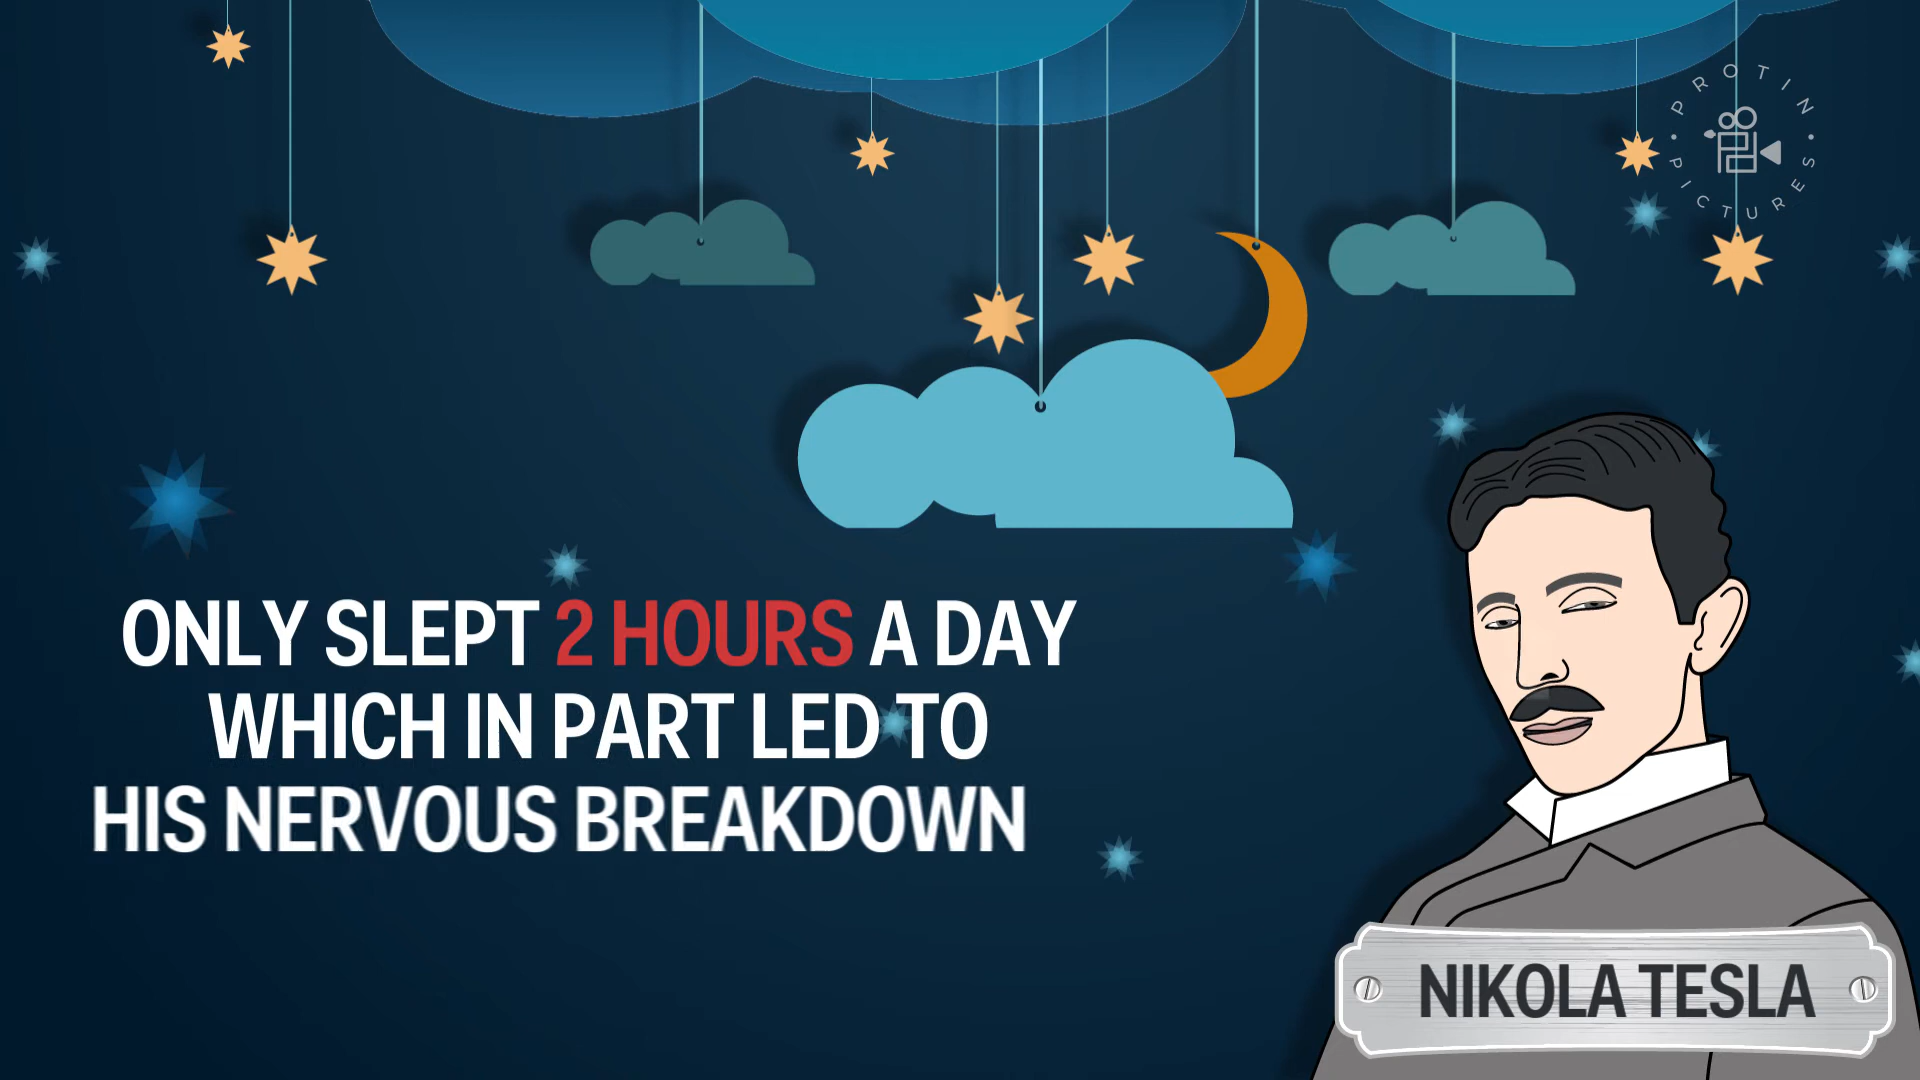 PROTIN
PICTURES
ONLY SLEPT 2 HOURS A DAY
WHICH IN PART LED TO
HIS NERVOUS BREAKDOWN
NIKOLA TESLA